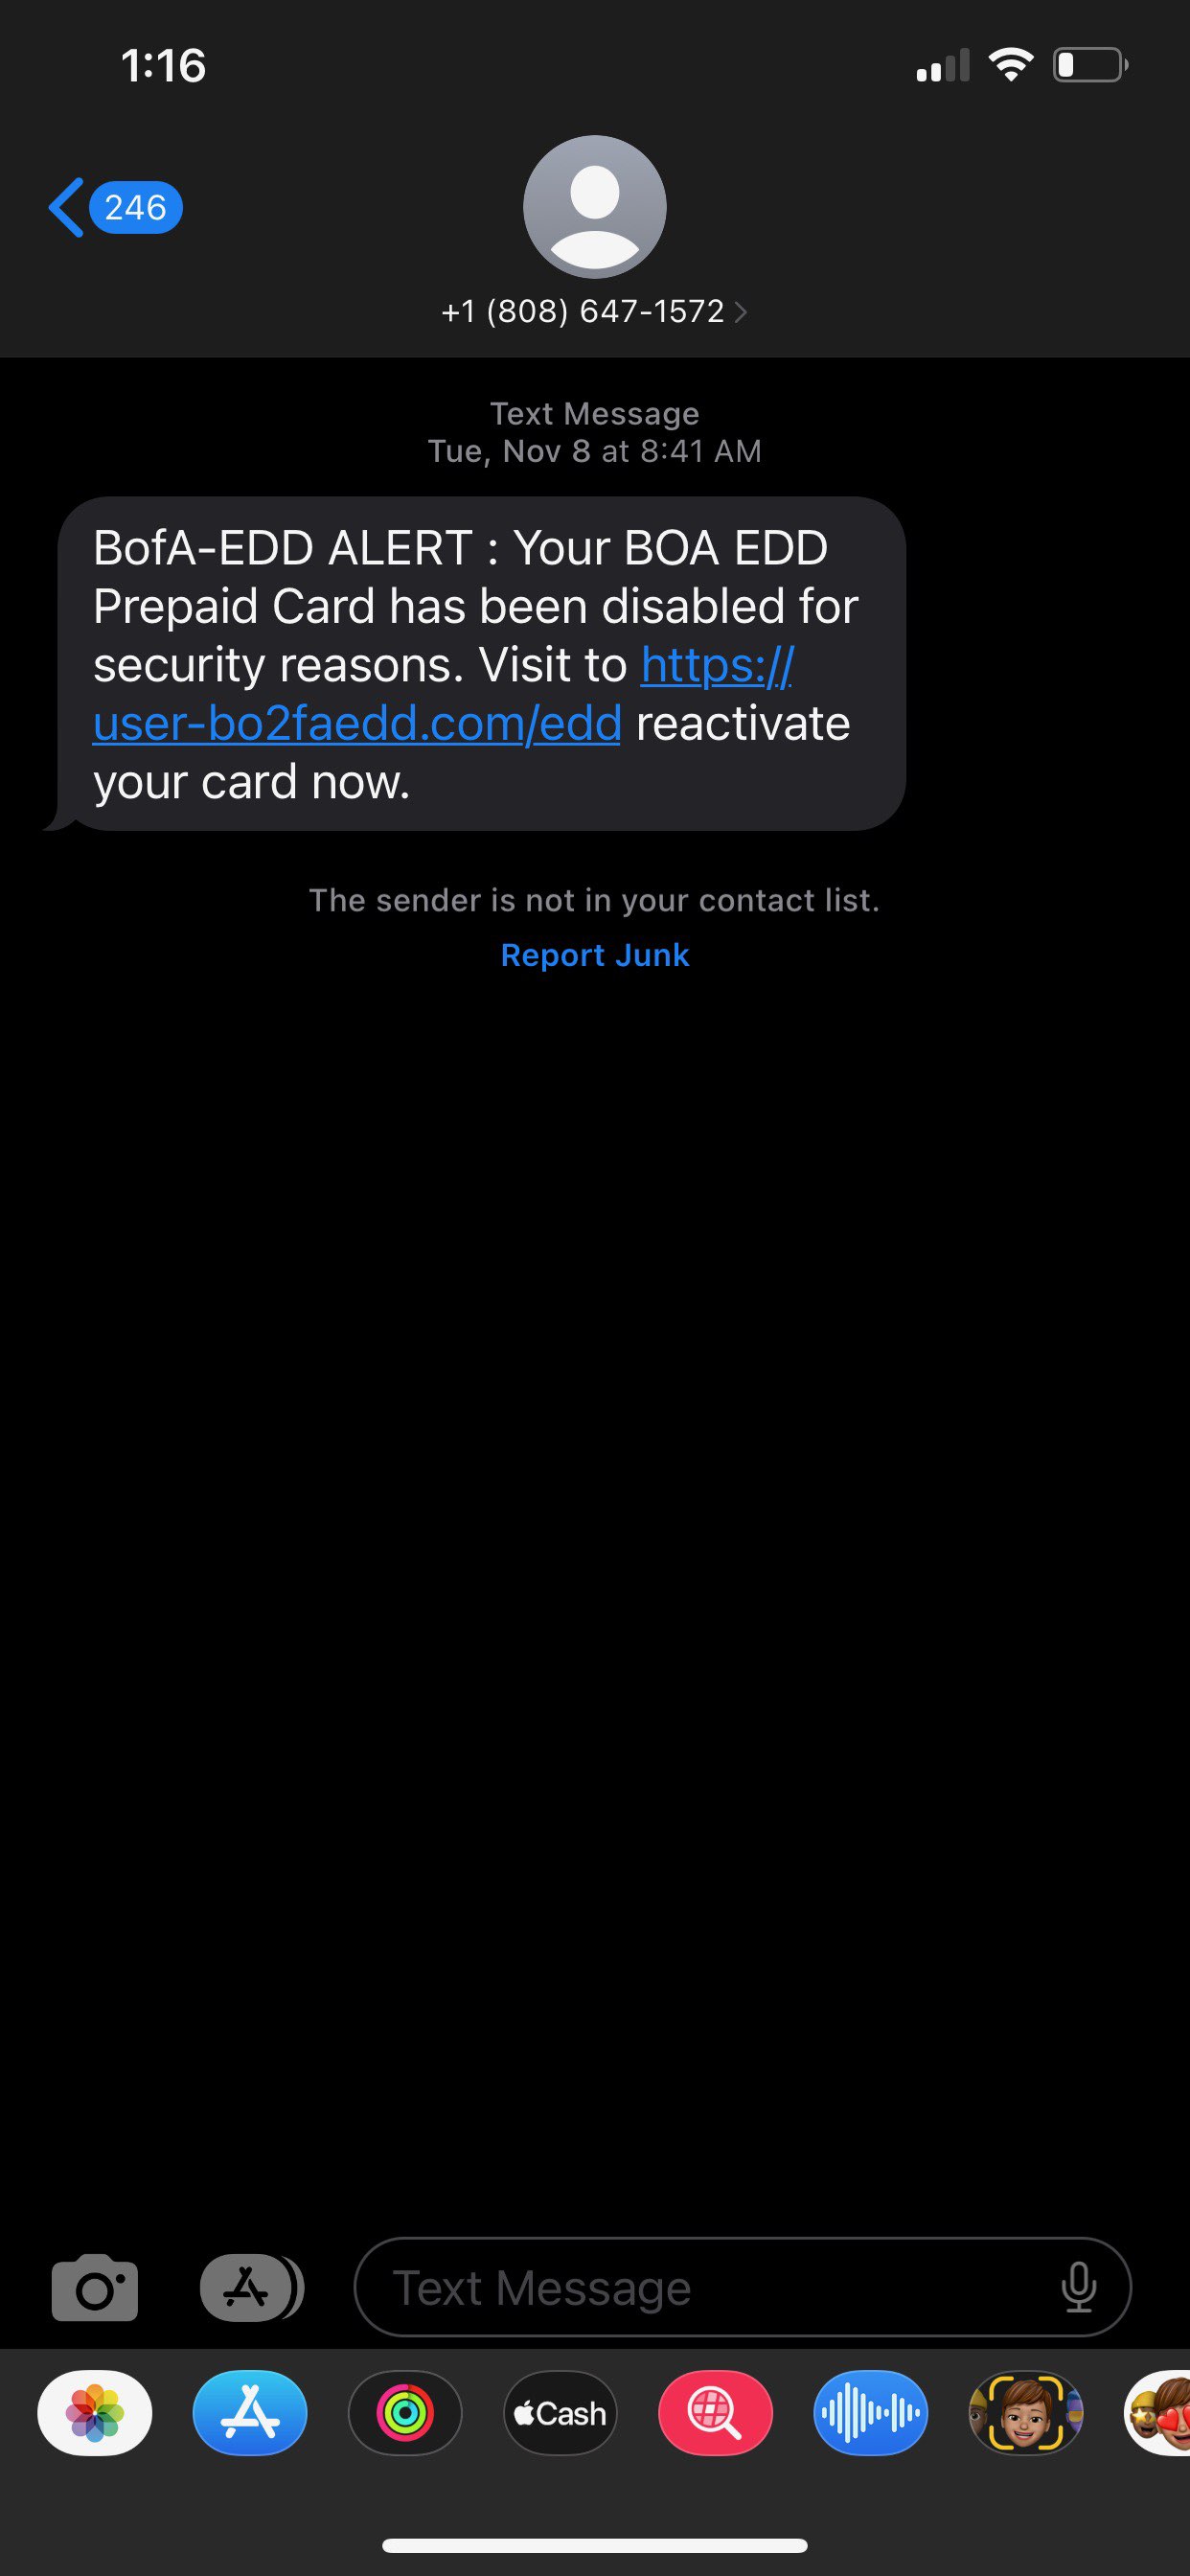 1:16
246
+1 (808) 647-1572
Text Message
Tue, Nov 8 at 8:41 AM
BofA-EDD ALERT : Your BOA EDD
Prepaid Card has been disabled for
security reasons. Visit to https://
user-bo2faedd.com/edd reactivate
your card now.
The sender is not in your contact list.
Report Junk
Text Message
Cash